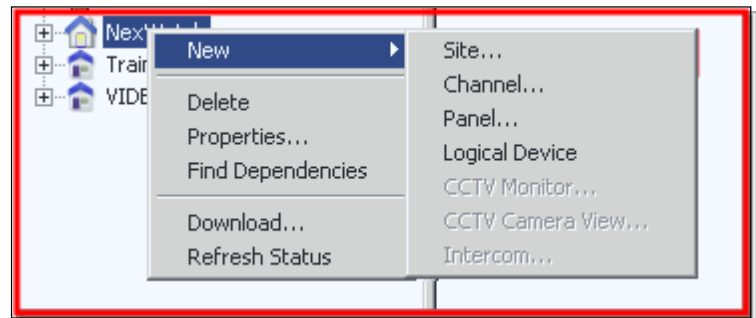 New
Delete
Properties...
Find Dependencies
Download...
Refresh Status
Site...
Channel...
Panel...
Logical Device
CCTV Monitor...
CCTV Camera View...
Intercom...